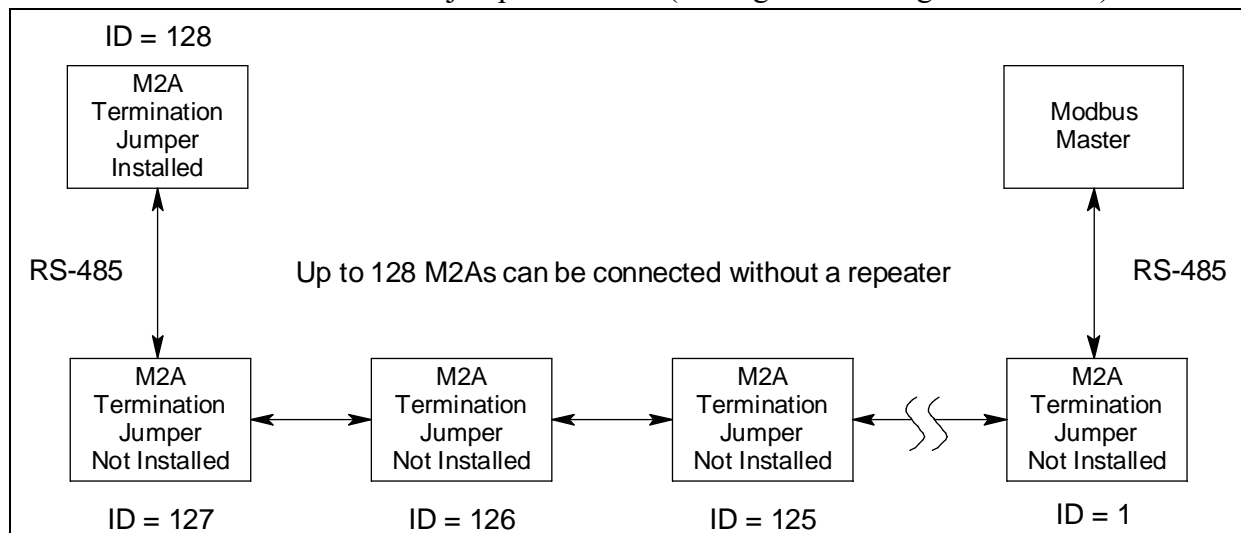 ID = 128
M2A
Termination
Jumper
Installed
Modbus
Master
RS-485
Up to 128 M2As can be connected without a repeater
RS-485
M2A
Termination
Jumper
Not Installed
M2A
Termination
Jumper
Not Installed
M2A
Termination
Jumper
Not Installed
M2A
Termination
Jumper
Not Installed
ID = 127
ID = 126
ID = 125
ID = 1